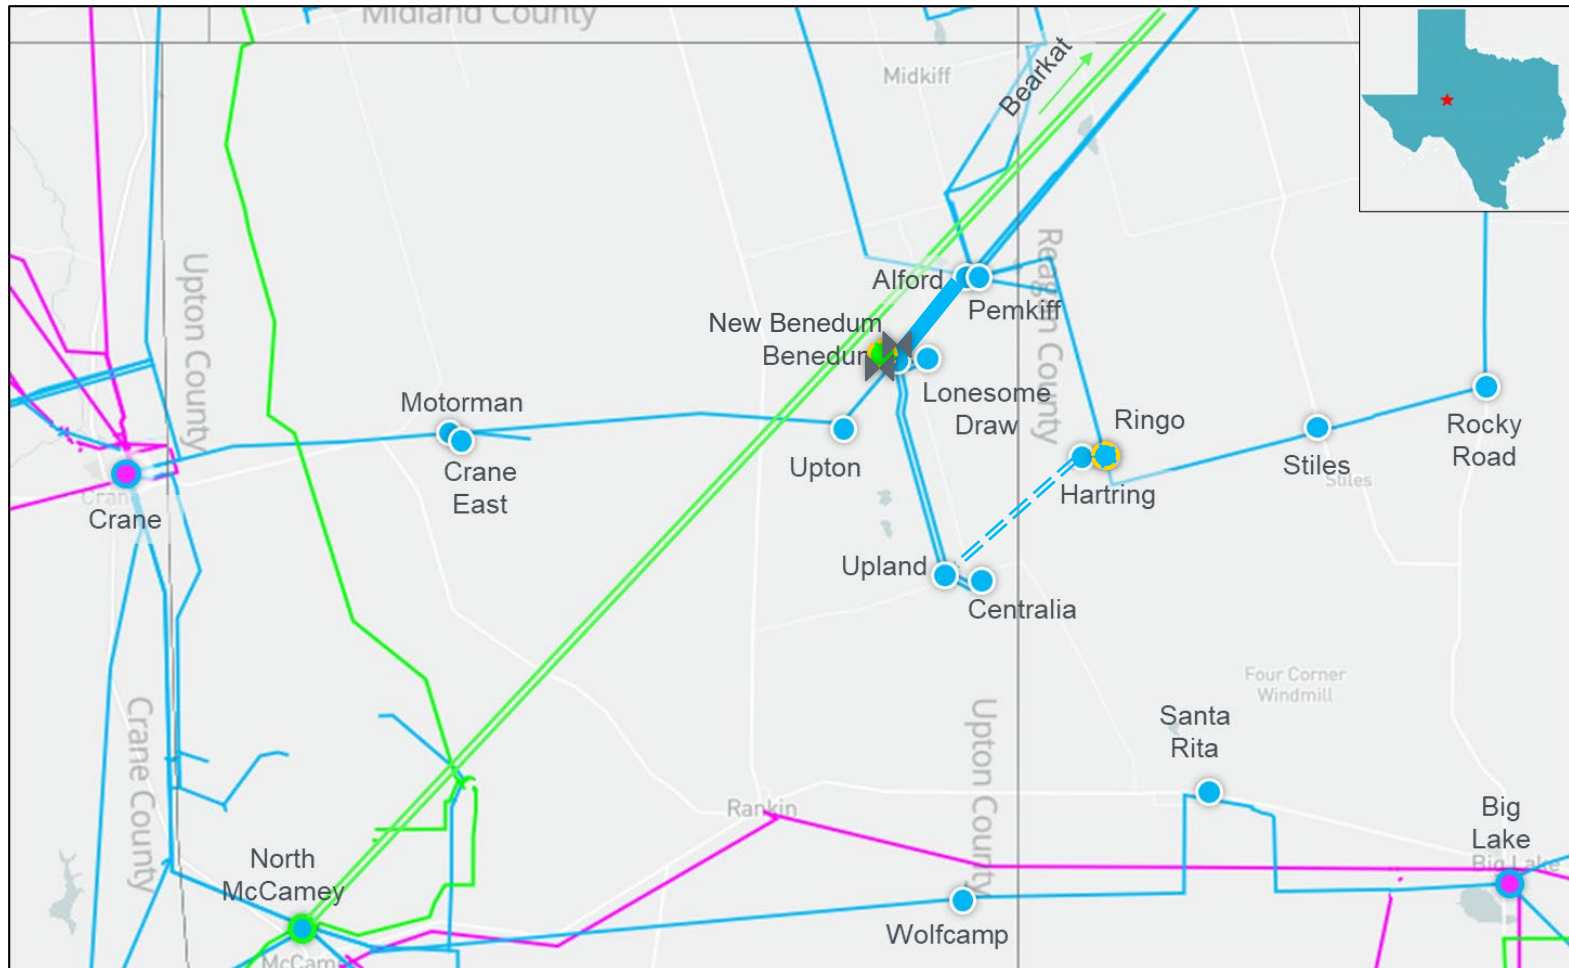 Midland County
Bearkat
Midkiff
Upton County
Reagan County
Alford
Pemkiff
New Benedum
Benedum
Lonesome
Draw
Motorman
Crane
East
Upton
Ringo
Hartring
Stiles
Stiles
Rocky
Road
Crane
Crane
Upland
Centralia
Four Corner
Windmill
Crane County
Upton County
Santa
Rita
Rankin
Big
Lake
Big Lake
North
McCamey
Wolfcamp
McCam